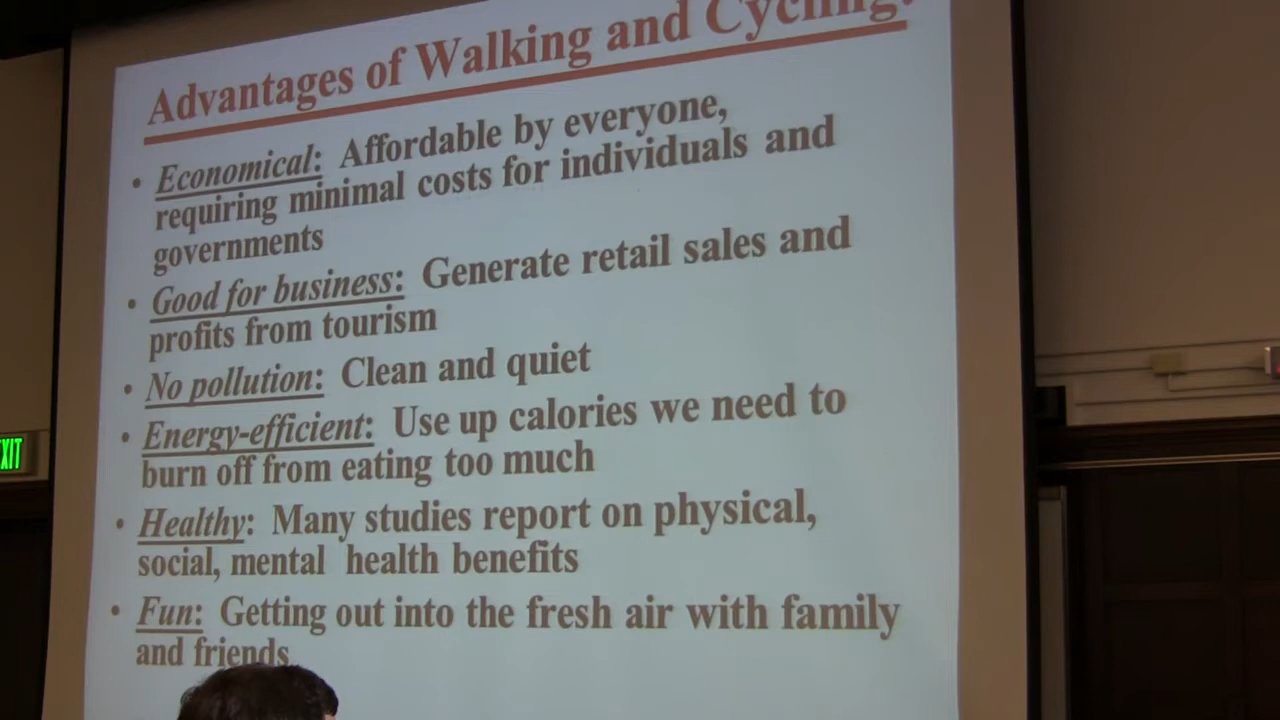 Advantages of Walking and Cycling:
• Economical: Affordable by everyone,
requiring minimal costs for individuals and
governments
• Good for business: Generate retail sales and
profits from tourism
• No pollution: Clean and quiet
• Energy-efficient: Use up calories we need to
burn off from eating too much
• Healthy: Many studies report on physical,
social, mental health benefits
• Fun: Getting out into the fresh air with family
and friends
EXIT